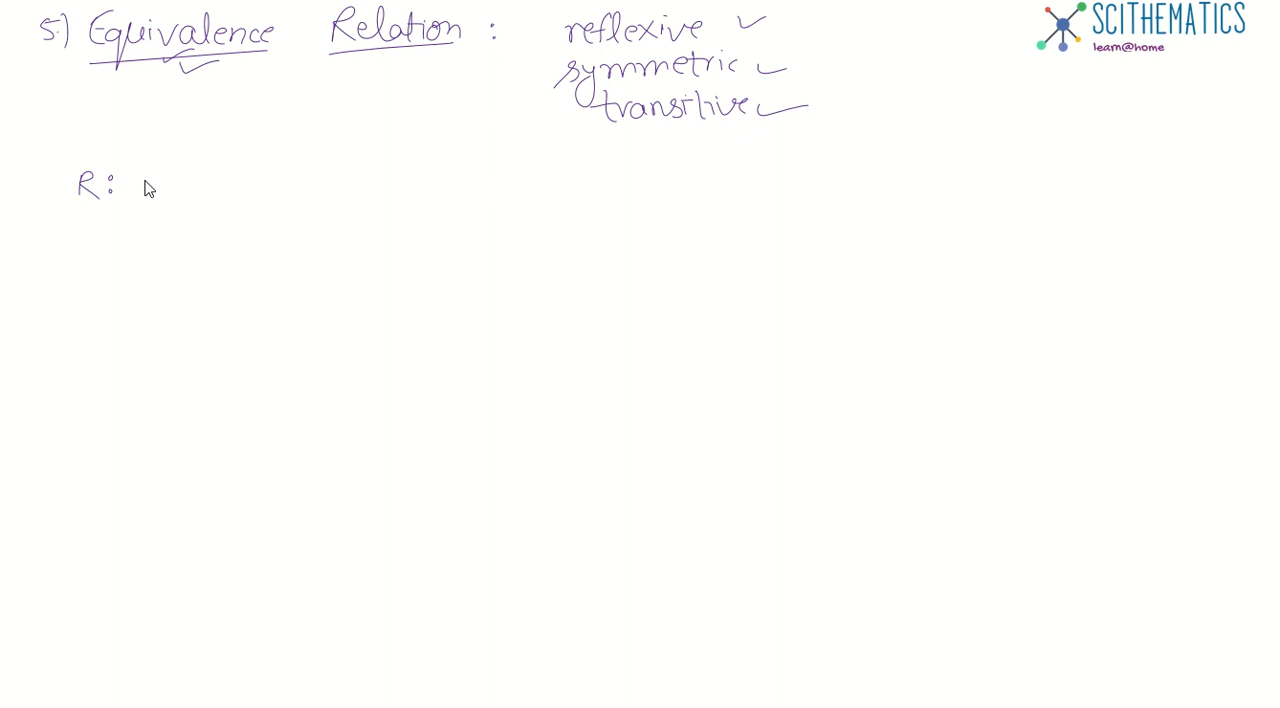 5.) Equivalence Relation : reflexive ✓
symmetric ✓
transitive ✓
R :
SCITHEMATICS
learn@home